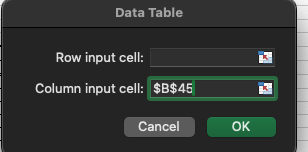 Data Table
Row input cell:
Column input cell: $B$45
Cancel OK